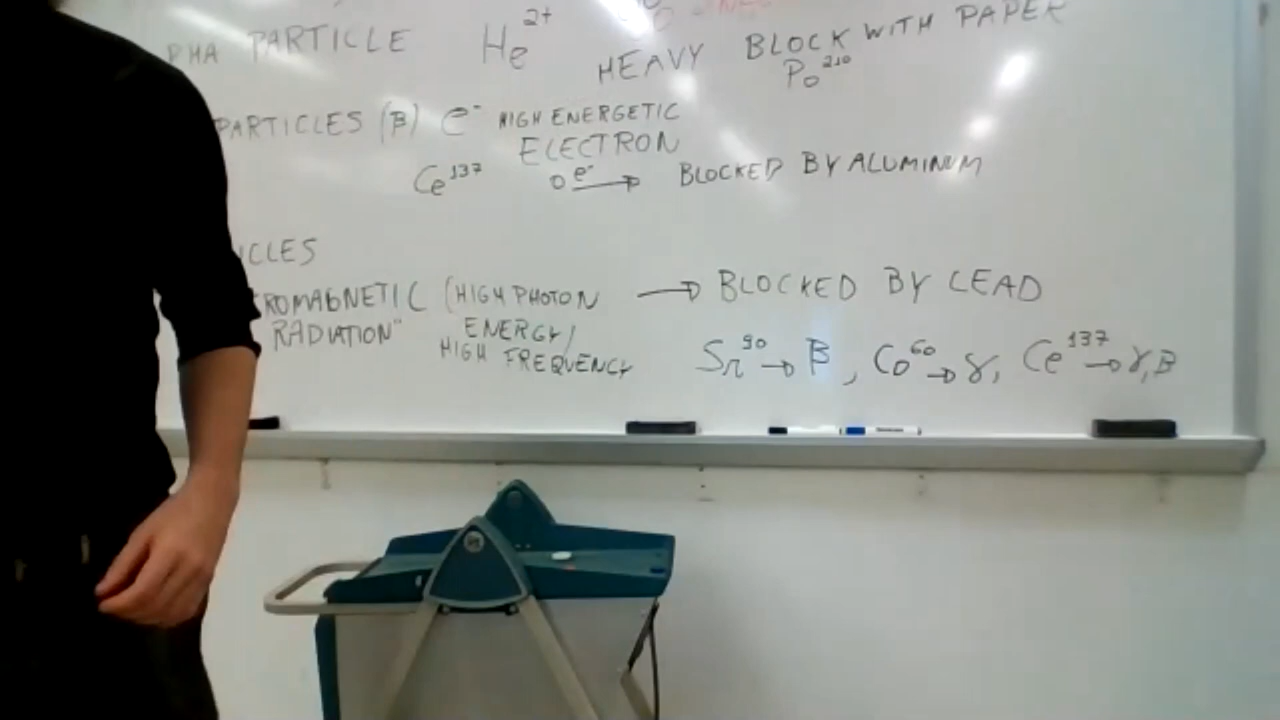 PHA PARTICLE He2+ HEAVY BLOCK WITH PAPER
Po210
PARTICLES (β) e- HIGH ENERGETIC
ELECTRON
Ce137 0 e- → BLOCKED BY ALUMINUM
ICLES
ROMAGNETIC (HIGH PHOTON → BLOCKED BY LEAD
RADIATION" ENERGY/
HIGH FREQUENCY
Sr90 → β, Co60 → γ, Ce137 → γ, β